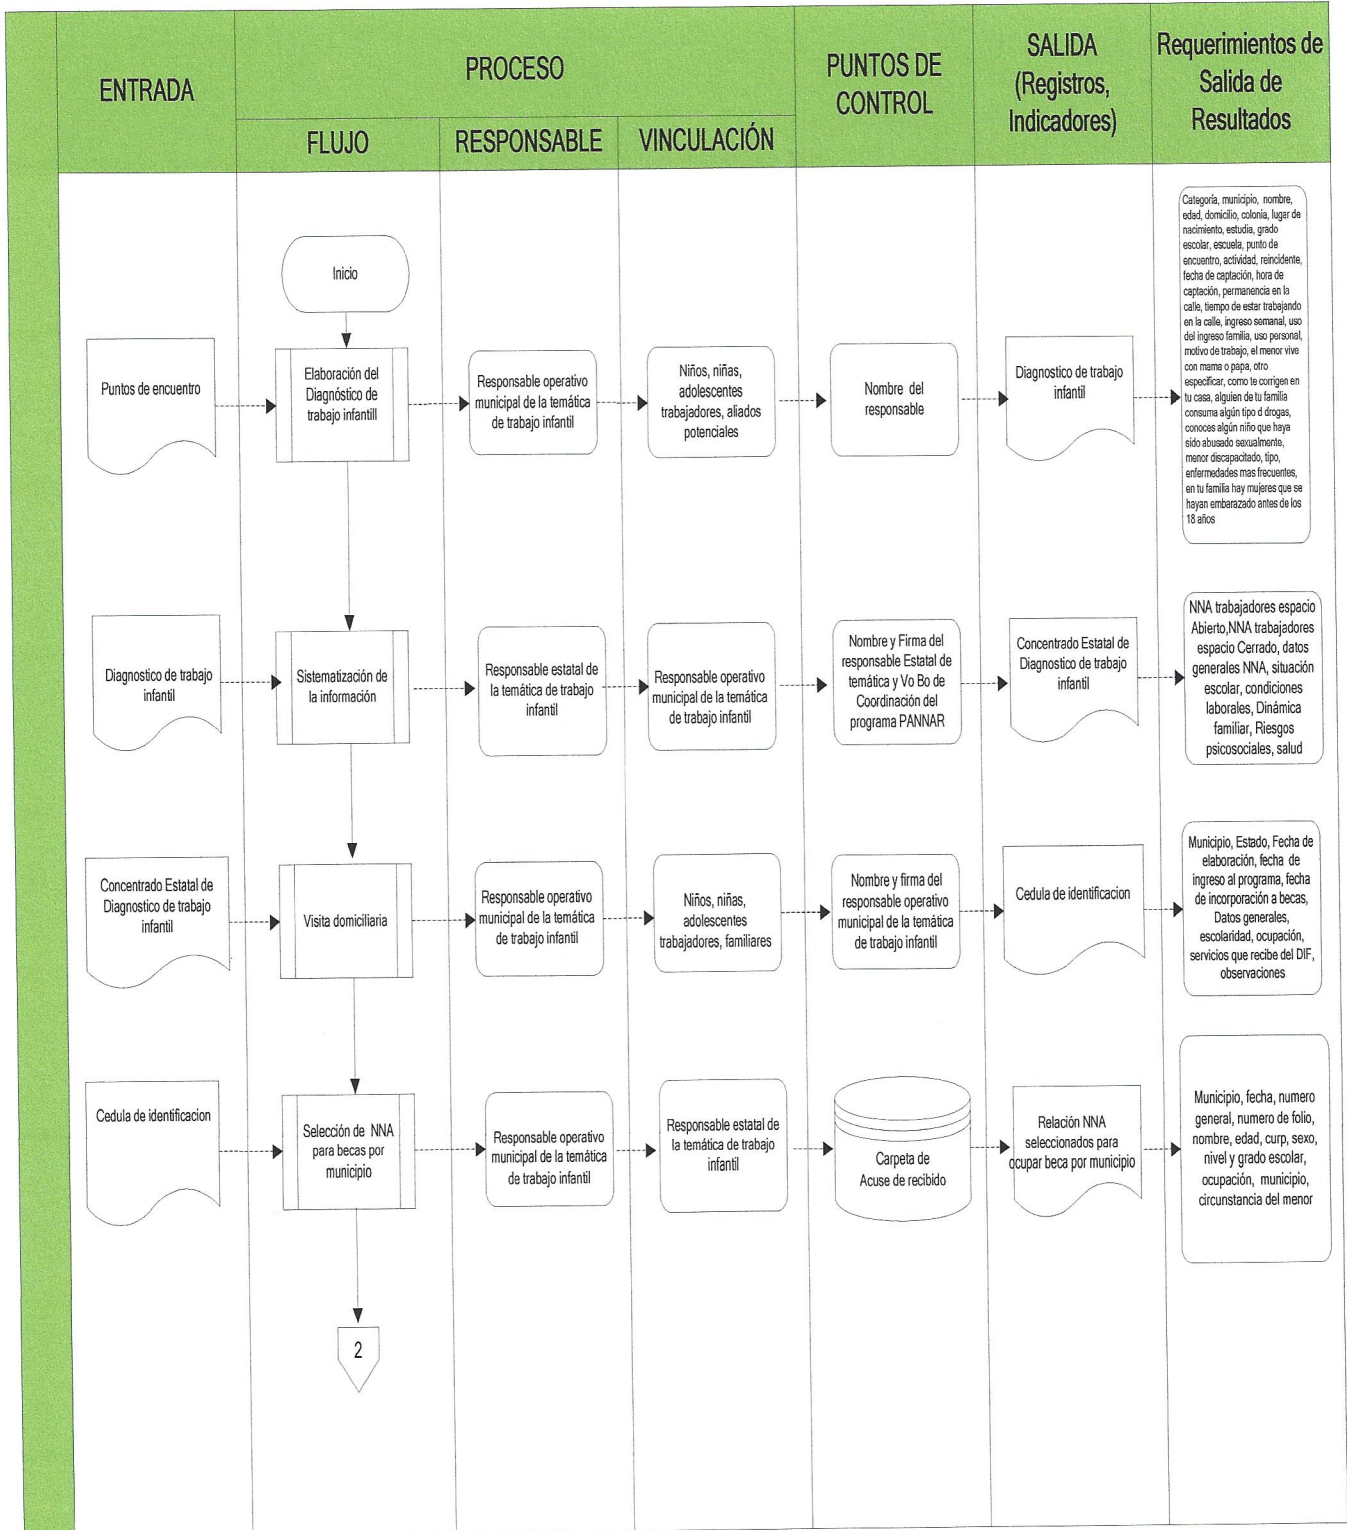 ENTRADA
PROCESO
PUNTOS DE
CONTROL
SALIDA
(Registros,
Indicadores)
Requerimientos de
Salida de
Resultados
FLUJO
RESPONSABLE
VINCULACIÓN
Inicio
Puntos de encuentro
Elaboración del
Diagnóstico de
trabajo infantill
Responsable operativo
municipal de la temática
de trabajo infantil
Niños, niñas,
adolescentes
trabajadores, aliados
potenciales
Nombre del
responsable
Diagnostico de trabajo
infantil
Categoría, municipio, nombre,
edad, domicilio, colonia, lugar de
nacimiento, estudia, grado
escolar, escuela, punto de
encuentro, actividad, reincidente,
fecha de captación, hora de
captación, permanencia en la
calle, tiempo de estar trabajando
en la calle, ingreso semanal, uso
del ingreso familia, uso personal,
motivo de trabajo, el menor vive
con mama o papa, otro
especificar, como te corrigen en
tu casa, alguien de tu familia
consuma algún tipo d drogas,
conoces algún niño que haya
sido abusado sexualmente,
menor discapacitado, tipo,
enfermedades mas frecuentes,
en tu familia hay mujeres que se
hayan embarazado antes de los
18 años
Diagnostico de trabajo
infantil
Sistematización de
la información
Responsable estatal de
la temática de trabajo
infantil
Responsable operativo
municipal de la temática
de trabajo infantil
Nombre y Firma del
responsable Estatal de
temática y Vo Bo de
Coordinación del
programa PANNAR
Concentrado Estatal de
Diagnostico de trabajo
infantil
NNA trabajadores espacio
Abierto,NNA trabajadores
espacio Cerrado, datos
generales NNA, situación
escolar, condiciones
laborales, Dinámica
familiar, Riesgos
psicosociales, salud
Concentrado Estatal de
Diagnostico de trabajo
infantil
Visita domiciliaria
Responsable operativo
municipal de la temática
de trabajo infantil
Niños, niñas,
adolescentes
trabajadores, familiares
Nombre y firma del
responsable operativo
municipal de la temática
de trabajo infantil
Cedula de identificacion
Municipio, Estado, Fecha de
elaboración, fecha de
ingreso al programa, fecha
de incorporación a becas,
Datos generales,
escolaridad, ocupación,
servicios que recibe del DIF,
observaciones
Cedula de identificacion
Selección de NNA
para becas por
municipio
Responsable operativo
municipal de la temática
de trabajo infantil
Responsable estatal de
la temática de trabajo
infantil
Carpeta de
Acuse de recibido
Relación NNA
seleccionados para
ocupar beca por municipio
Municipio, fecha, numero
general, numero de folio,
nombre, edad, curp, sexo,
nivel y grado escolar,
ocupación, municipio,
circunstancia del menor
2